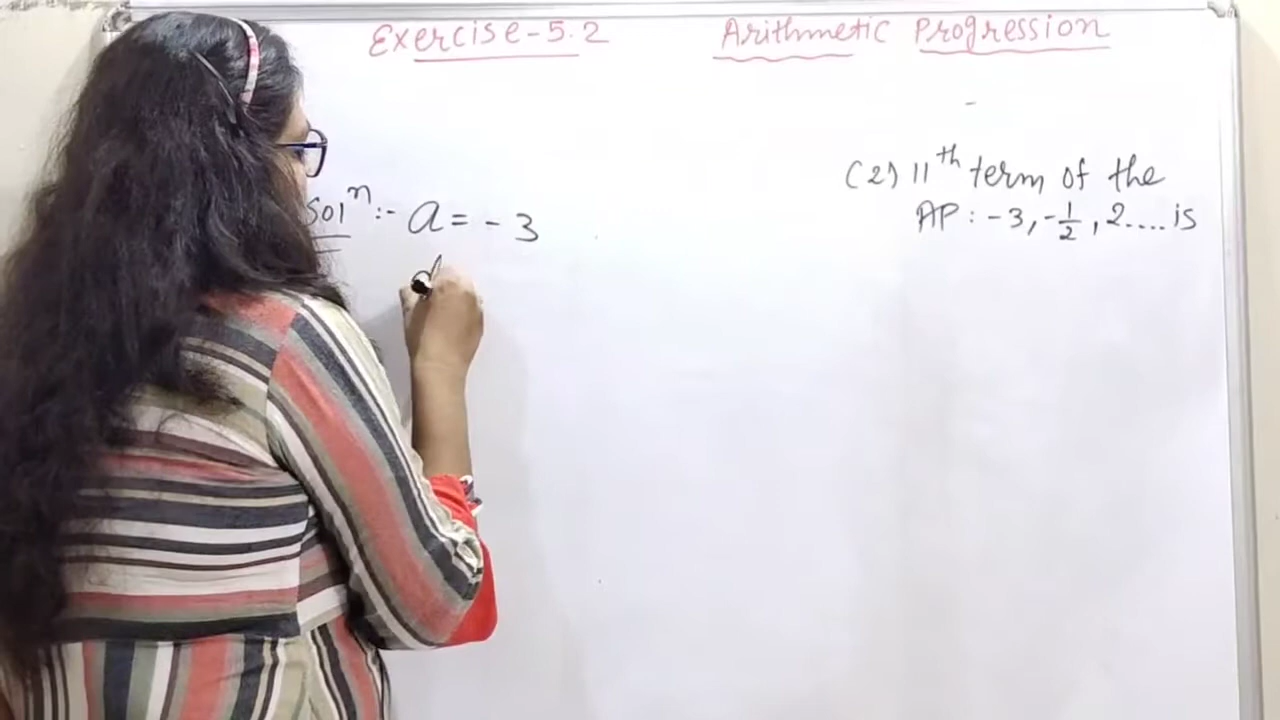 Exercise-5.2 Arithmetic Progression
(2) 11th term of the
AP : -3, -1/2, 2.... is
Solⁿ :- a = - 3
d